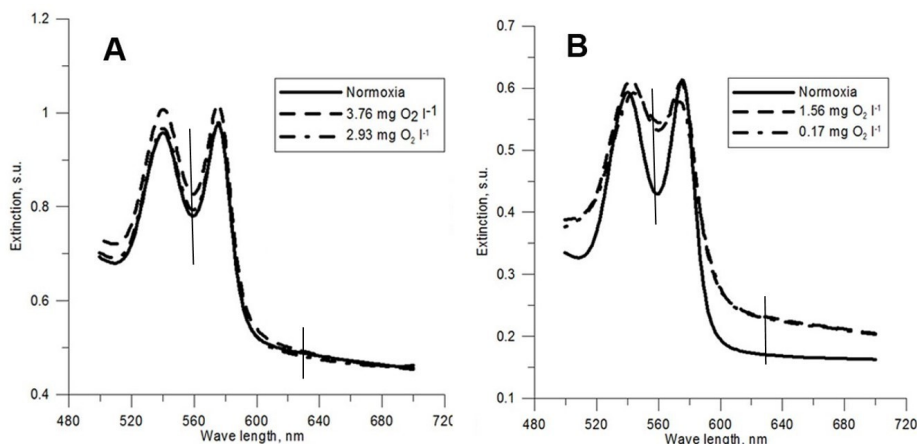 A
Extinction, s.u.
1.2
1
0.8
0.6
0.4
Normoxia
3.76 mg O2 l-1
2.93 mg O2 l-1
480 520 560 600 640 680 720
Wave length, nm
B
Extinction, s.u.
0.7
0.6
0.5
0.4
0.3
0.2
0.1
Normoxia
1.56 mg O2 l-1
0.17 mg O2 l-1
480 520 560 600 640 680 720
Wave length, nm